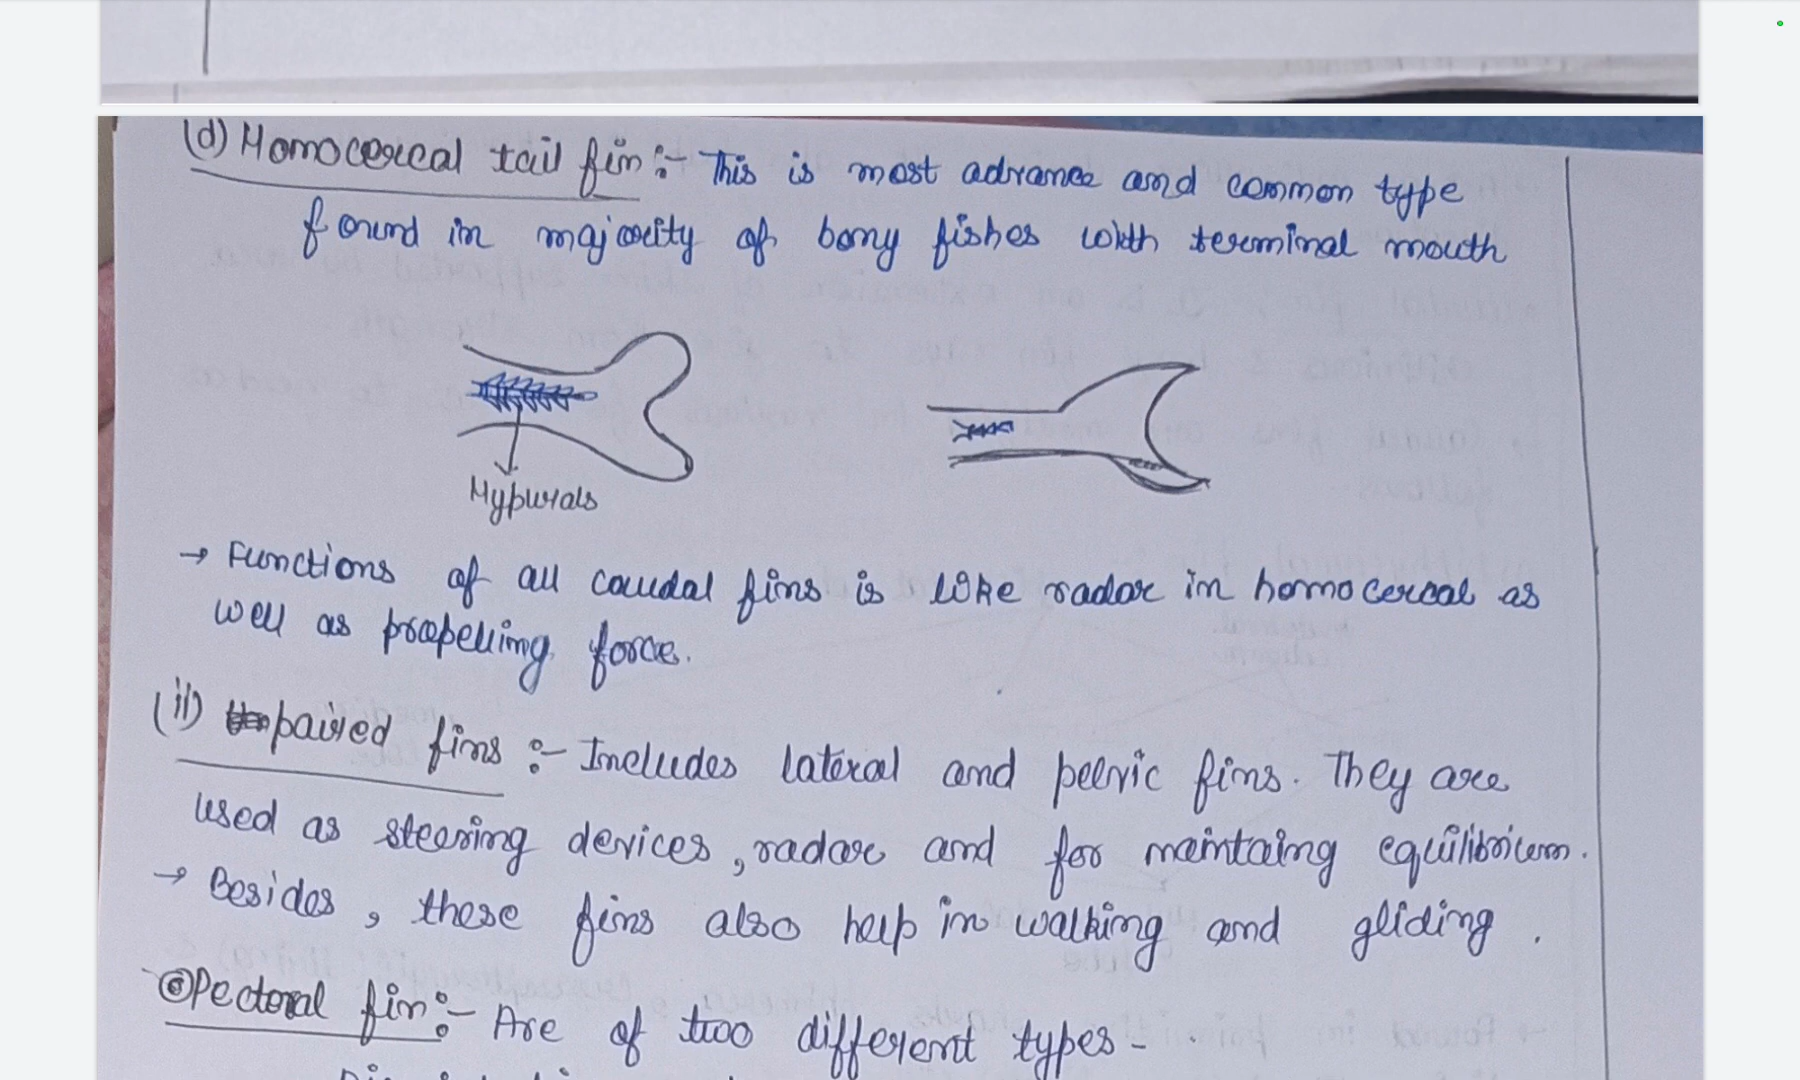 (d) Homocercal tail fin :- This is most advance and common type
found in majority of bony fishes with terminal mouth
Hypurals
→ Functions of all caudal fins is like radar in homocercal as
well as propelling force.
(ii) paired fins :- Includes lateral and pelvic fins. They are
used as steering devices, radar and for maintaing equilibrium.
→ Besides, these fins also help in walking and gliding.
Pectoral fin :- Are of two different types -